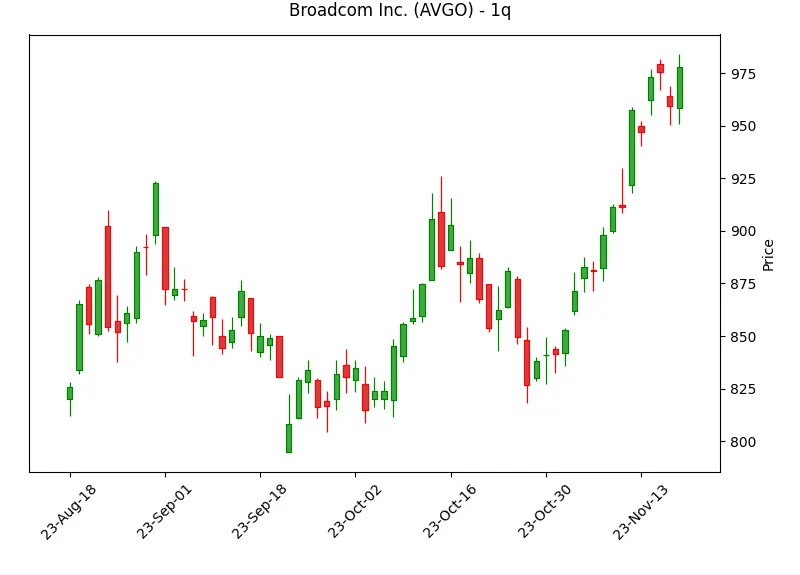 Broadcom Inc. (AVGO) - 1q
975
950
925
900
875
850
825
800
Price
23-Aug-18
23-Sep-01
23-Sep-18
23-Oct-02
23-Oct-16
23-Oct-30
23-Nov-13